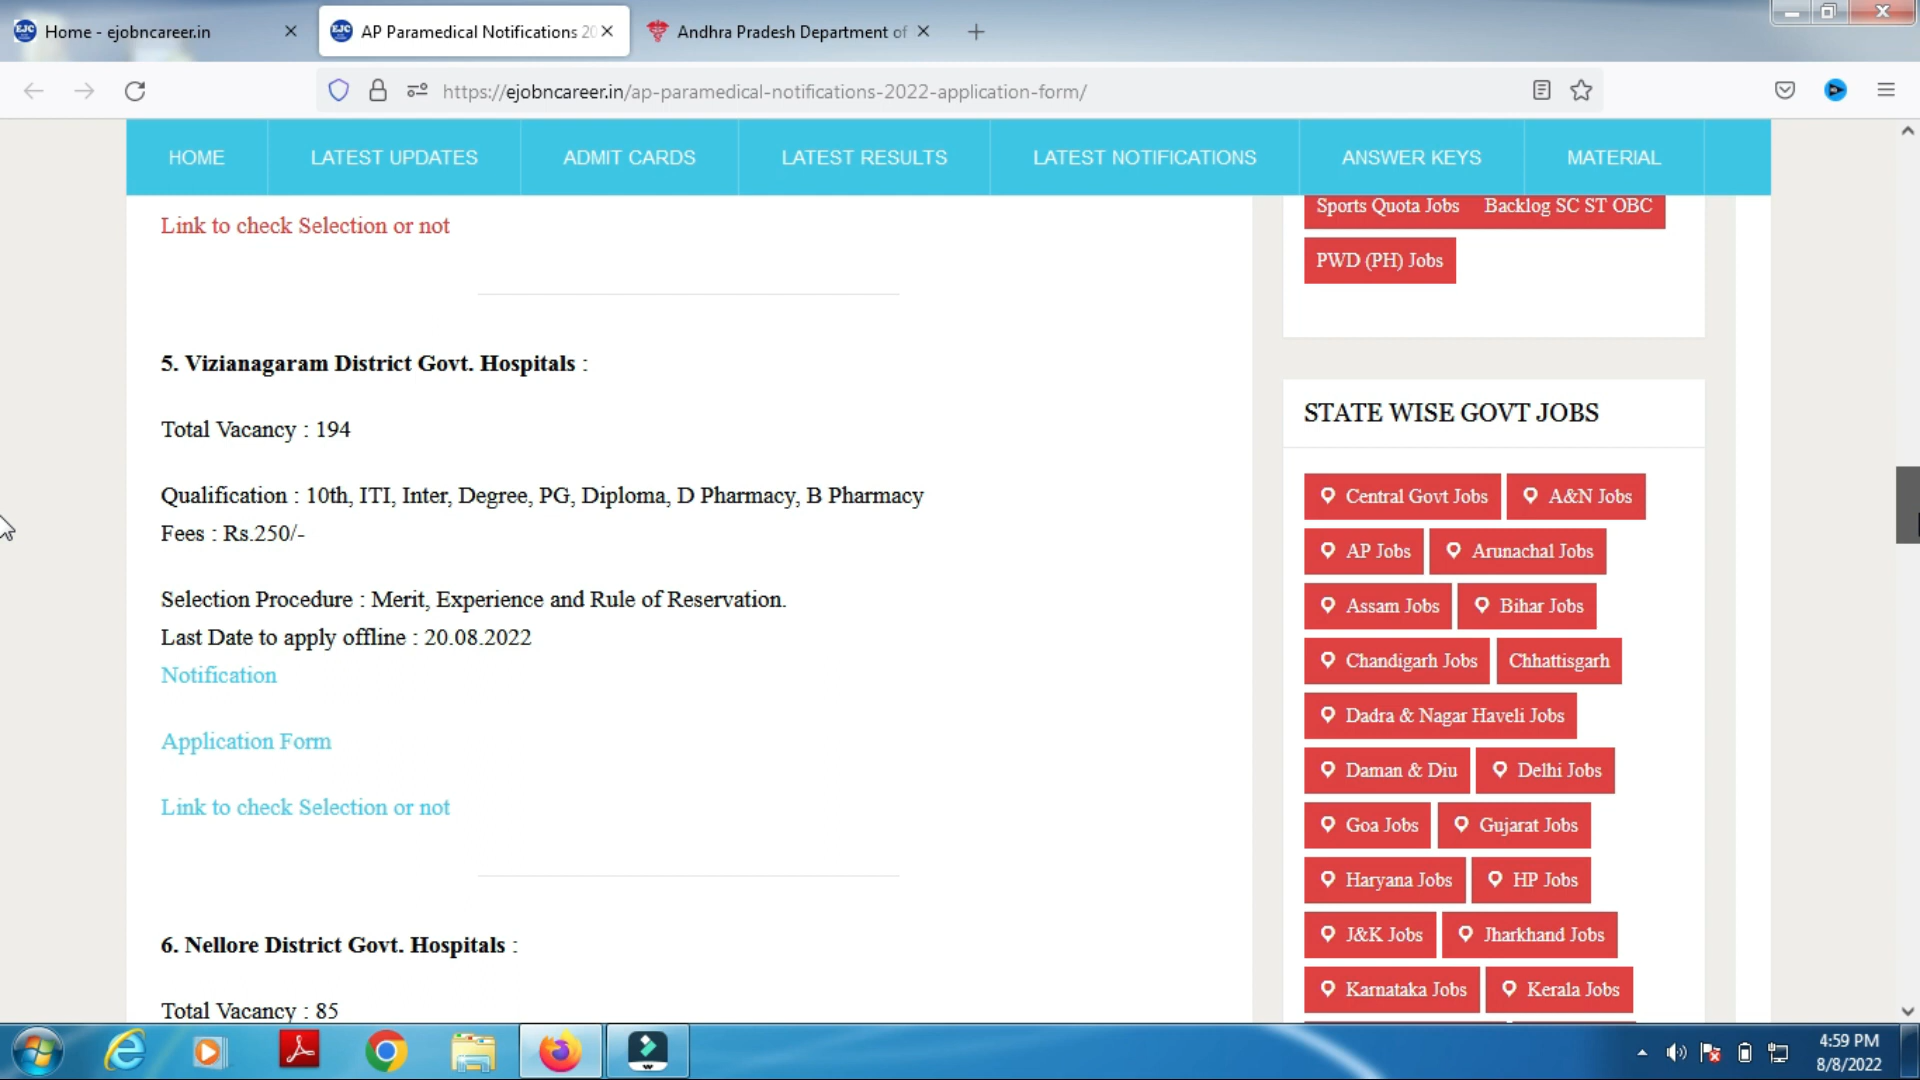 Home - ejobncareer.in
AP Paramedical Notifications 20
Andhra Pradesh Department of
https://ejobncareer.in/ap-paramedical-notifications-2022-application-form/
HOME
LATEST UPDATES
ADMIT CARDS
LATEST RESULTS
LATEST NOTIFICATIONS
ANSWER KEYS
MATERIAL
Link to check Selection or not
5. Vizianagaram District Govt. Hospitals :
Total Vacancy : 194
Qualification : 10th, ITI, Inter, Degree, PG, Diploma, D Pharmacy, B Pharmacy
Fees : Rs.250/-
Selection Procedure : Merit, Experience and Rule of Reservation.
Last Date to apply offline : 20.08.2022
Notification
Application Form
Link to check Selection or not
6. Nellore District Govt. Hospitals :
Total Vacancy : 85
Sports Quota Jobs
Backlog SC ST OBC
PWD (PH) Jobs
STATE WISE GOVT JOBS
Central Govt Jobs
A&N Jobs
AP Jobs
Arunachal Jobs
Assam Jobs
Bihar Jobs
Chandigarh Jobs
Chhattisgarh
Dadra & Nagar Haveli Jobs
Daman & Diu
Delhi Jobs
Goa Jobs
Gujarat Jobs
Haryana Jobs
HP Jobs
J&K Jobs
Jharkhand Jobs
Karnataka Jobs
Kerala Jobs
4:59 PM
8/8/2022